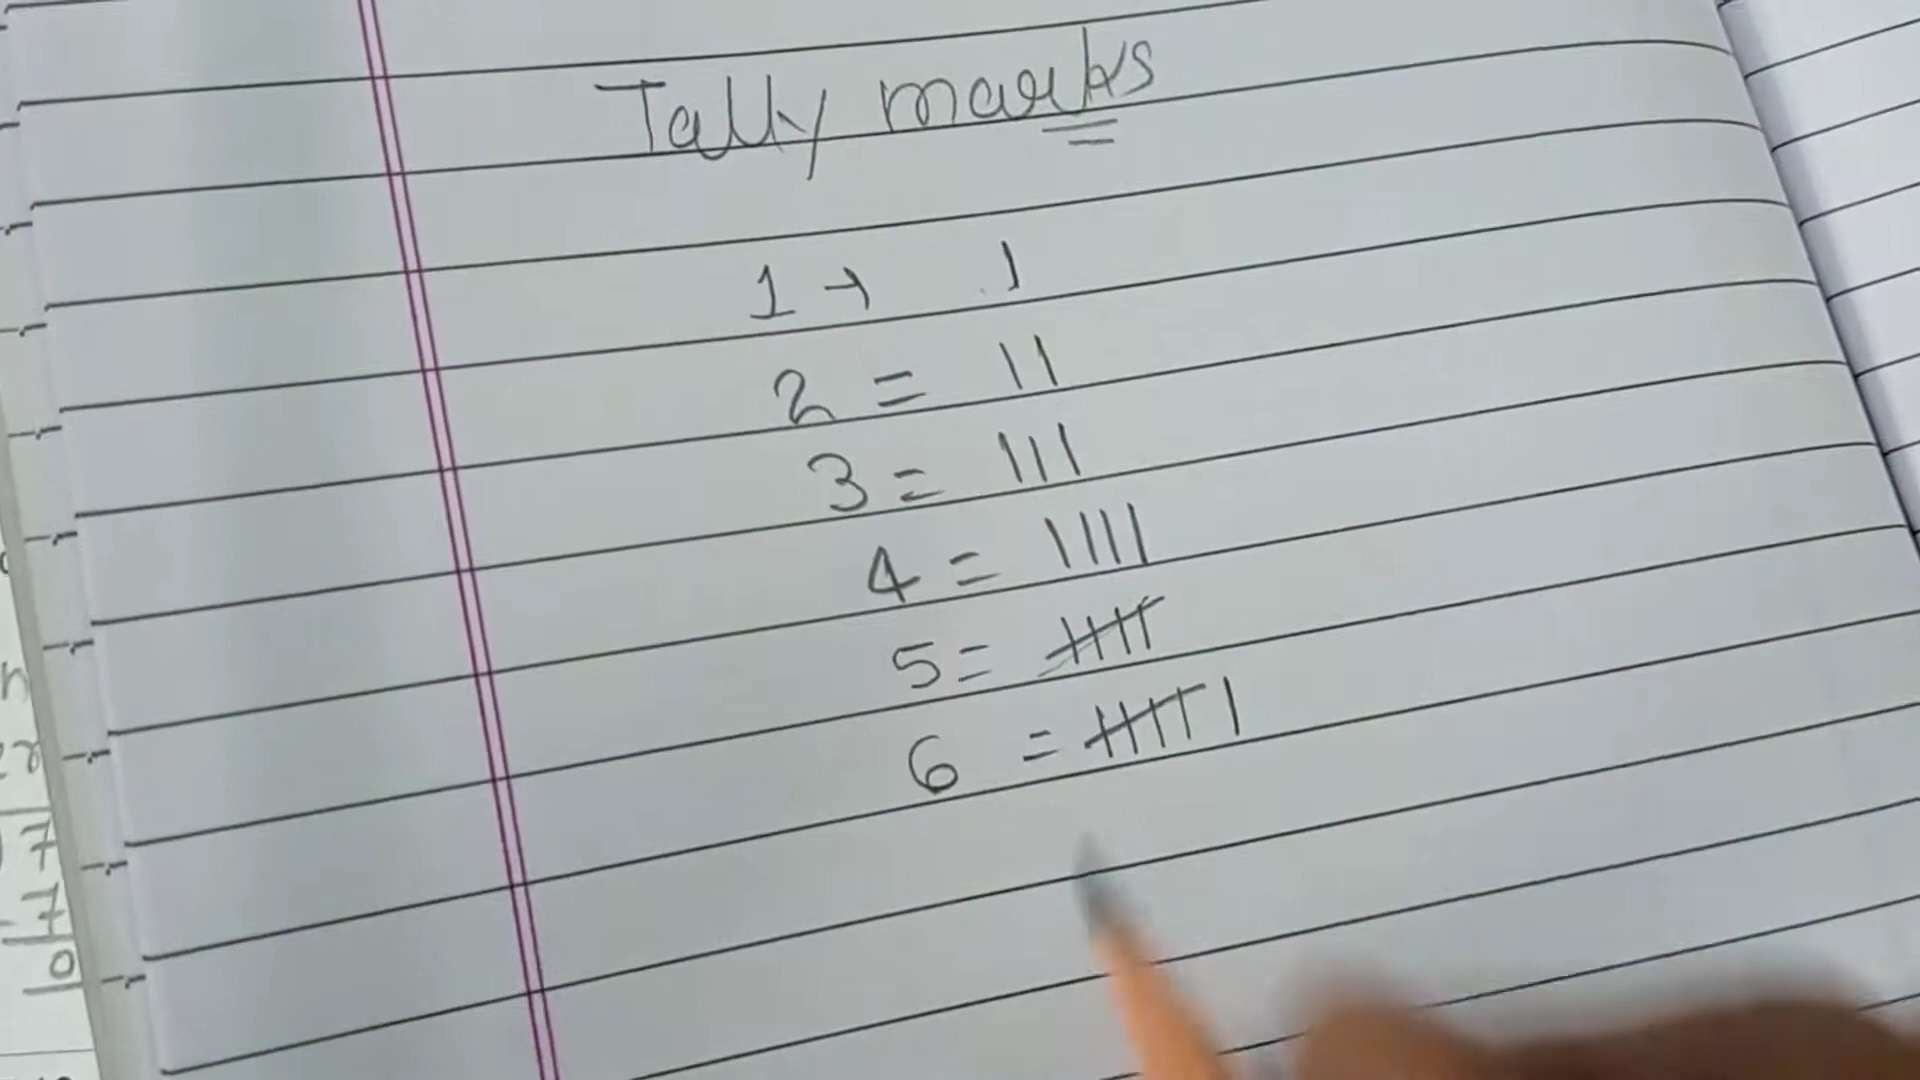 Tally marks
1 → |
2 = ||
3 = |||
4 = ||||
5 = 𝍸
6 = 𝍸 |